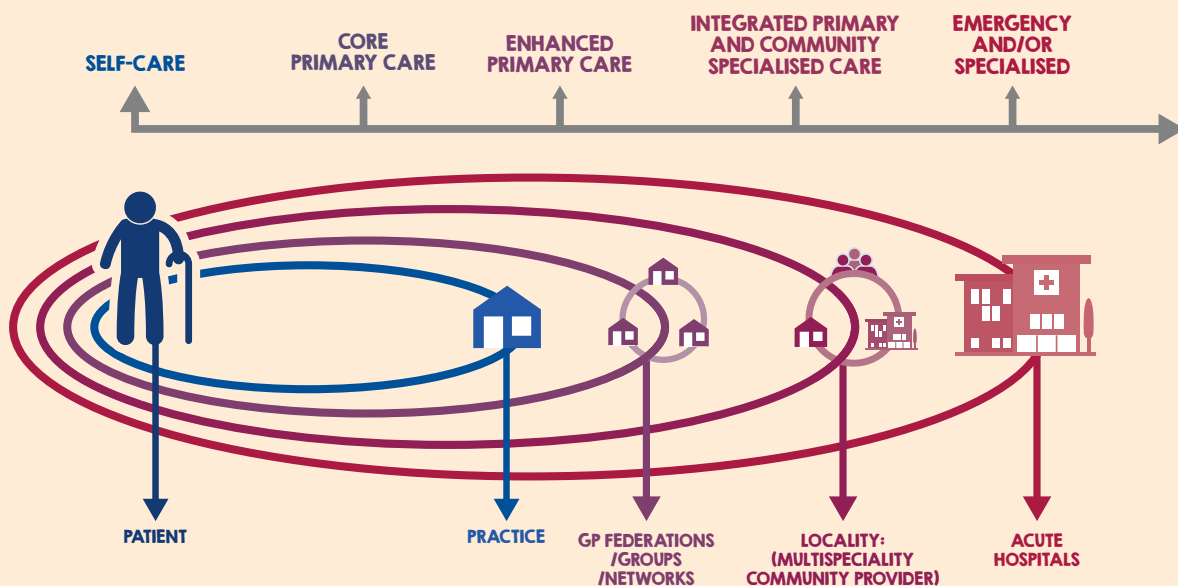 SELF-CARE
CORE
PRIMARY CARE
ENHANCED
PRIMARY CARE
INTEGRATED PRIMARY
AND COMMUNITY
SPECIALISED CARE
EMERGENCY
AND/OR
SPECIALISED
PATIENT
PRACTICE
GP FEDERATIONS
/GROUPS
/NETWORKS
LOCALITY:
(MULTISPECIALITY
COMMUNITY PROVIDER)
ACUTE
HOSPITALS